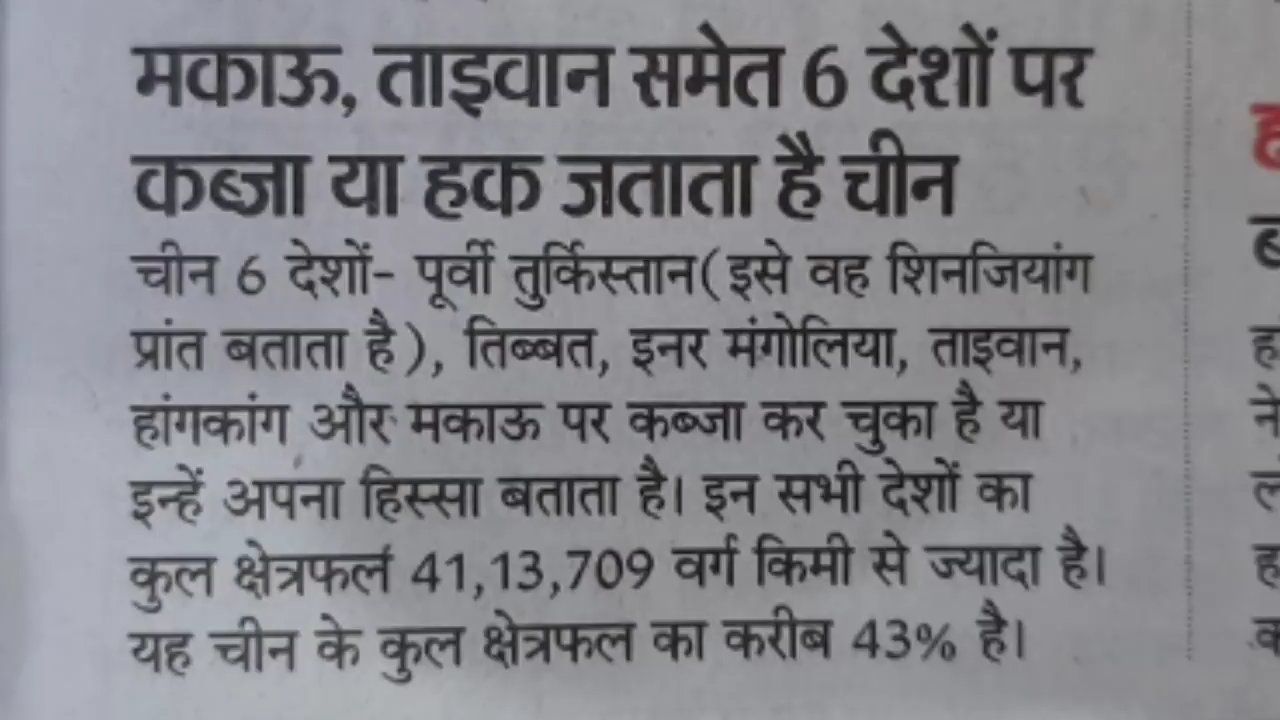 मकाऊ, ताइवान समेत 6 देशों पर
कब्जा या हक जताता है चीन
चीन 6 देशों- पूर्वी तुर्किस्तान(इसे वह शिनजियांग
प्रांत बताता है), तिब्बत, इनर मंगोलिया, ताइवान,
हांगकांग और मकाऊ पर कब्जा कर चुका है या
इन्हें अपना हिस्सा बताता है। इन सभी देशों का
कुल क्षेत्रफल 41,13,709 वर्ग किमी से ज्यादा है।
यह चीन के कुल क्षेत्रफल का करीब 43% है।